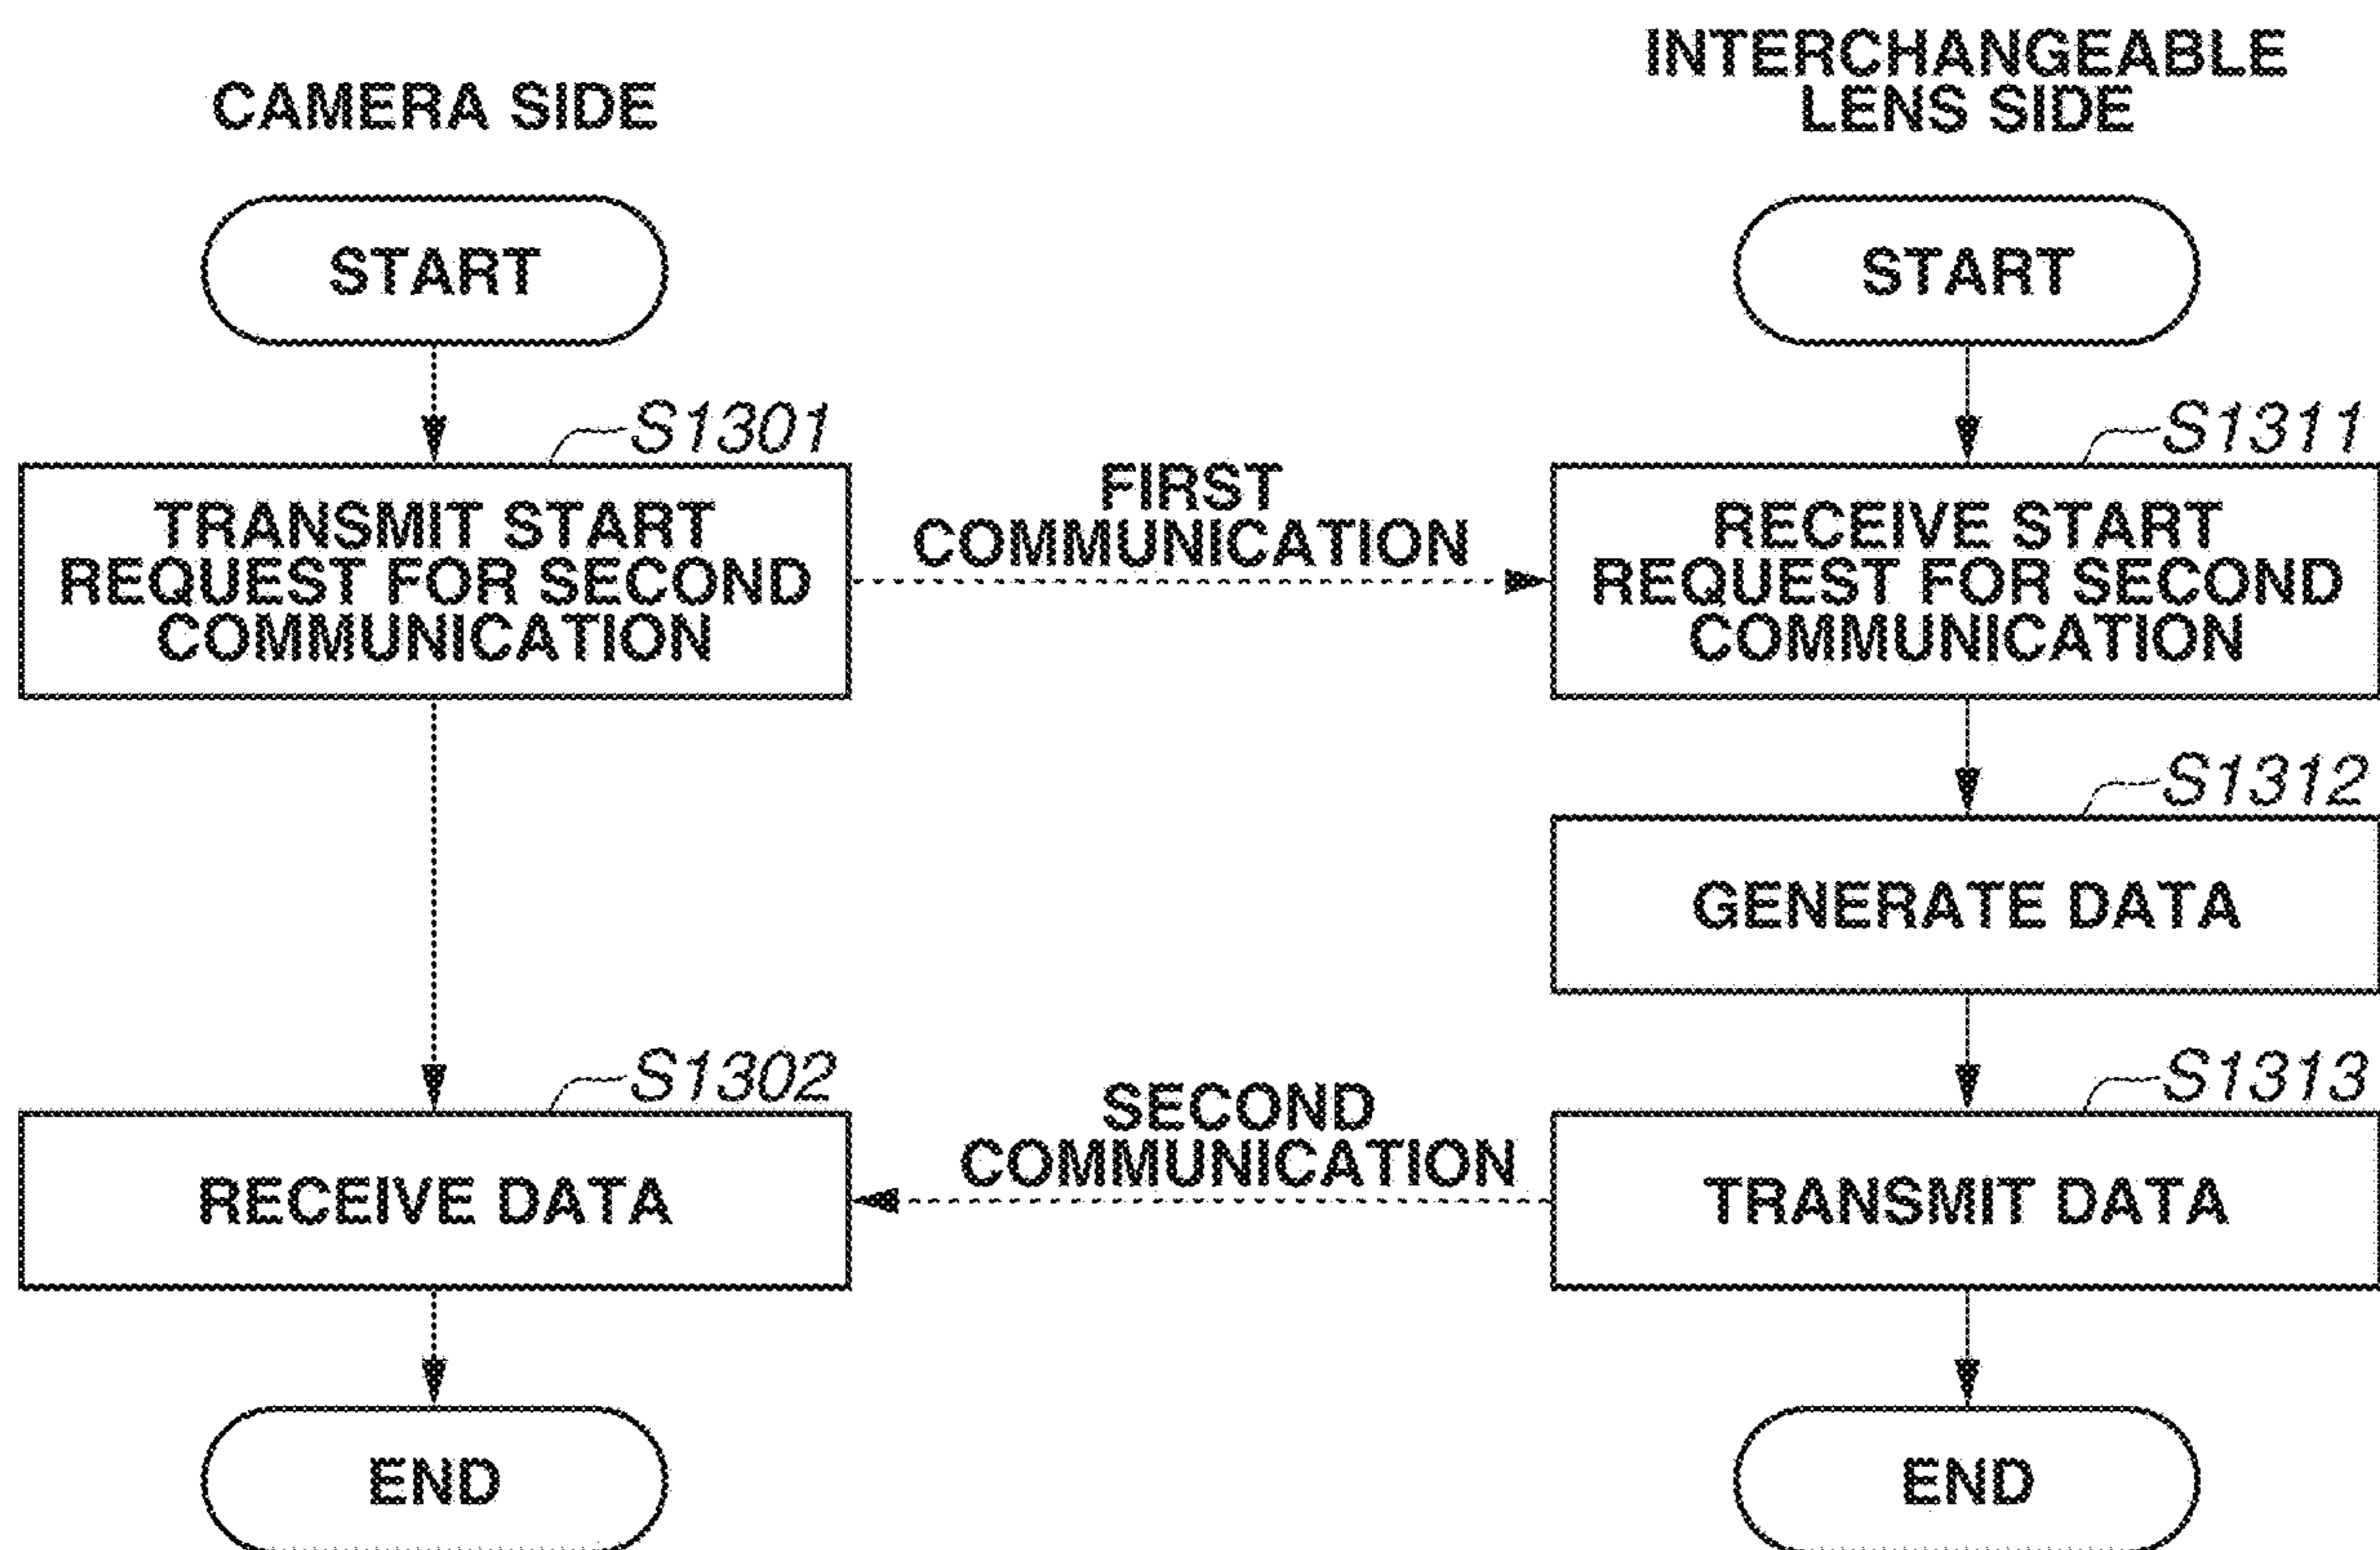 CAMERA SIDE
INTERCHANGEABLE
LENS SIDE
START
START
S1301
S1311
TRANSMIT START
REQUEST FOR SECOND
COMMUNICATION
FIRST
COMMUNICATION
RECEIVE START
REQUEST FOR SECOND
COMMUNICATION
S1312
GENERATE DATA
S1302
S1313
RECEIVE DATA
SECOND
COMMUNICATION
TRANSMIT DATA
END
END